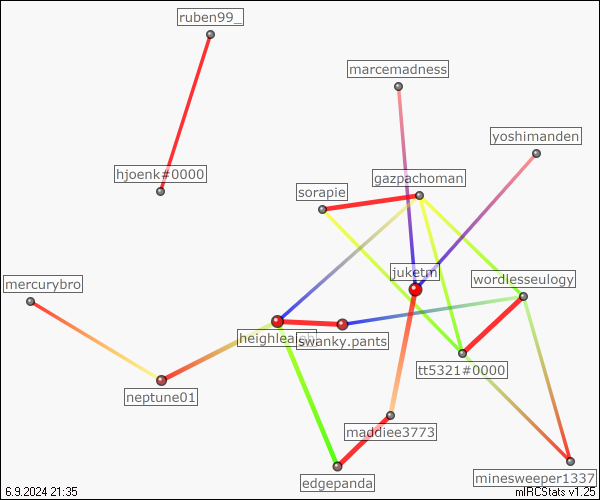 ruben99_
marcemadness
yoshimanden
hjoenk#0000
gazpachoman
sorapie
juketm
wordlesseulogy
mercurybro
swanky.pants
tt5321#0000
neptune01
maddiee3773
edgepanda
minesweeper1337
6.9.2024 21:35
mIRCStats v1.25